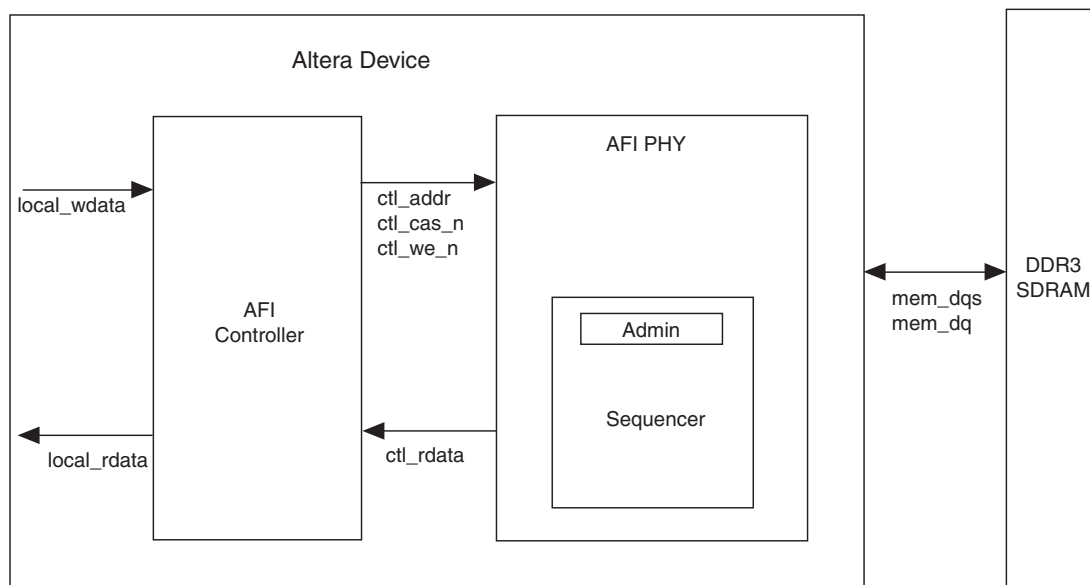 Altera Device
AFI PHY
local_wdata
ctl_addr
ctl_cas_n
ctl_we_n
AFI
Controller
DDR3
SDRAM
mem_dqs
mem_dq
Admin
Sequencer
local_rdata
ctl_rdata